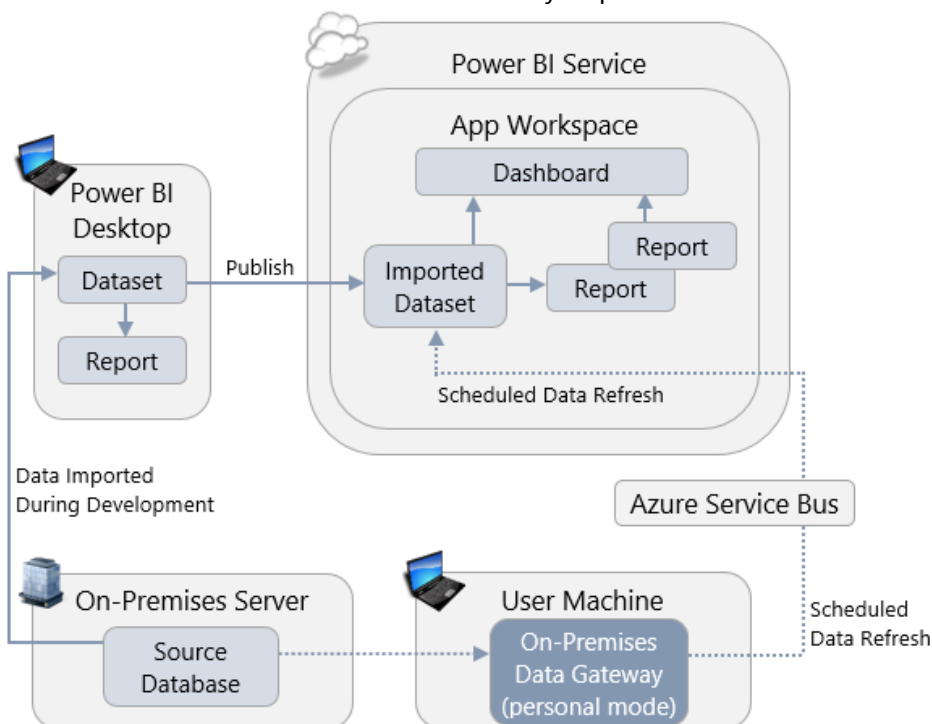 Power BI Service
App Workspace
Dashboard
Power BI
Desktop
Report
Publish
Imported
Dataset
Dataset
Report
Report
Scheduled Data Refresh
Data Imported
During Development
Azure Service Bus
On-Premises Server
User Machine
Scheduled
Data Refresh
Source
Database
On-Premises
Data Gateway
(personal mode)